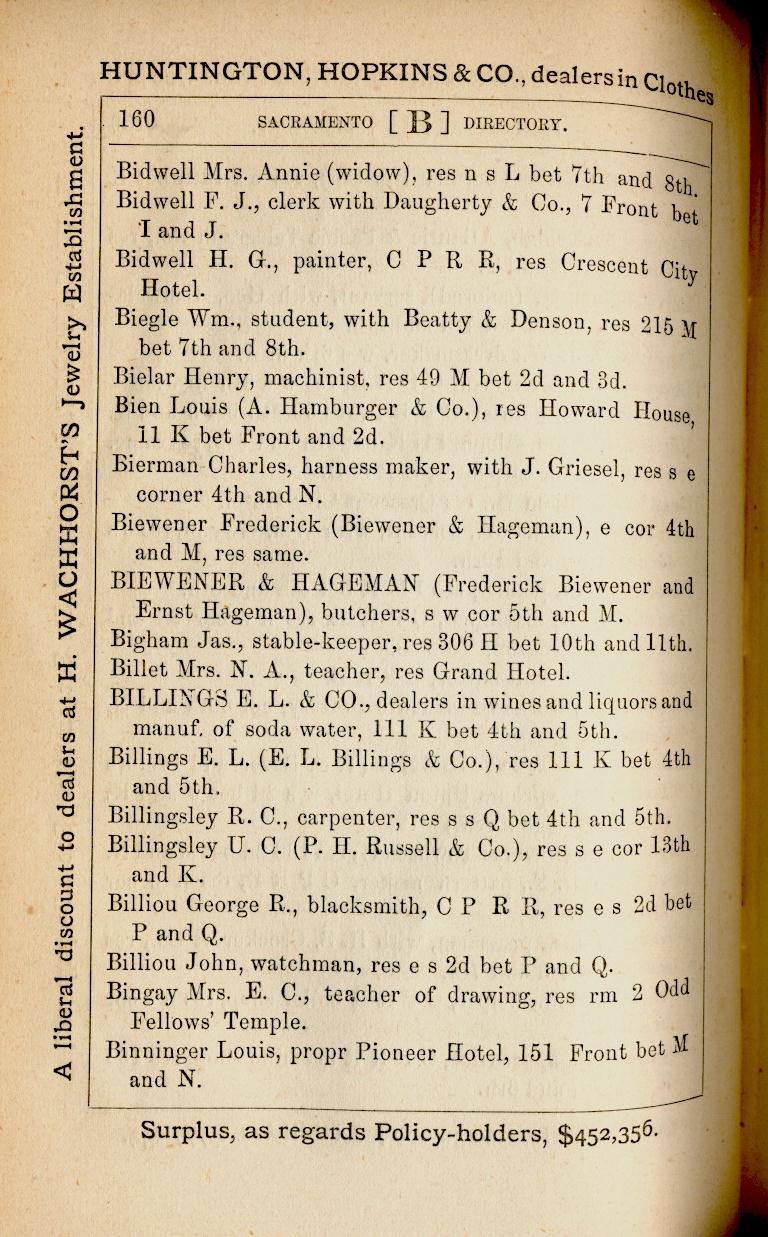 HUNTINGTON, HOPKINS & CO., dealers in Clothes
160 SACRAMENTO [B] DIRECTORY.
Bidwell Mrs. Annie (widow), res n s L bet 7th and 8th.
Bidwell F. J., clerk with Daugherty & Co., 7 Front bet
I and J.
Bidwell H. G., painter, C P R R, res Crescent City
Hotel.
Biegle Wm., student, with Beatty & Denson, res 215 M
bet 7th and 8th.
Bielar Henry, machinist, res 49 M bet 2d and 3d.
Bien Louis (A. Hamburger & Co.), res Howard House,
11 K bet Front and 2d.
Bierman Charles, harness maker, with J. Griesel, res s e
corner 4th and N.
Biewener Frederick (Biewener & Hageman), e cor 4th
and M, res same.
BIEWENER & HAGEMAN (Frederick Biewener and
Ernst Hageman), butchers, s w cor 5th and M.
Bigham Jas., stable-keeper, res 306 H bet 10th and 11th.
Billet Mrs. N. A., teacher, res Grand Hotel.
BILLINGS E. L. & CO., dealers in wines and liquors and
manuf. of soda water, 111 K bet 4th and 5th.
Billings E. L. (E. L. Billings & Co.), res 111 K bet 4th
and 5th.
Billingsley R. C., carpenter, res s s Q bet 4th and 5th.
Billingsley U. C. (P. H. Russell & Co.), res s e cor 13th
and K.
Billiou George R., blacksmith, C P R R, res e s 2d bet
P and Q.
Billiou John, watchman, res e s 2d bet P and Q.
Bingay Mrs. E. C., teacher of drawing, res rm 2 Odd
Fellows' Temple.
Binninger Louis, propr Pioneer Hotel, 151 Front bet M
and N.
Surplus, as regards Policy-holders, $452,356.
A liberal discount to dealers at H. WACHHORST'S Jewelry Establishment.